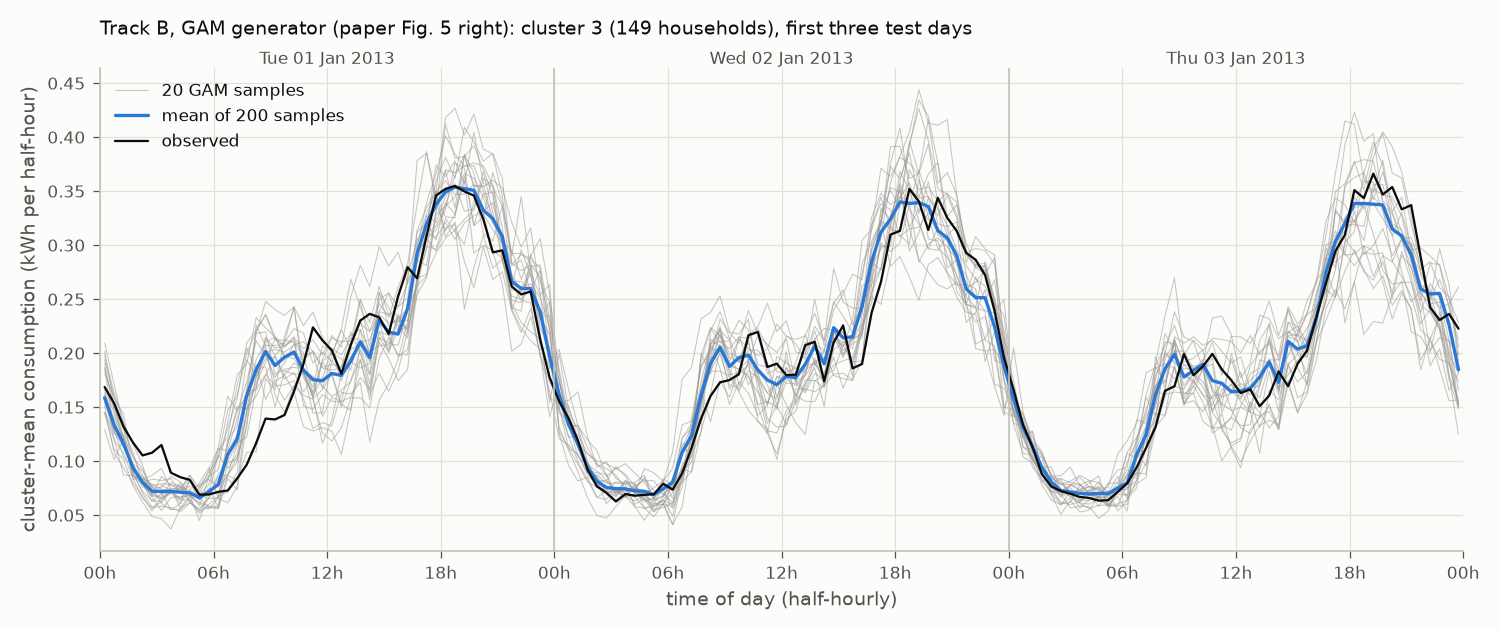 Track B, GAM generator (paper Fig. 5 right): cluster 3 (149 households), first three test days
Tue 01 Jan 2013 Wed 02 Jan 2013 Thu 03 Jan 2013
20 GAM samples
mean of 200 samples
observed
cluster-mean consumption (kWh per half-hour)
0.45
0.40
0.35
0.30
0.25
0.20
0.15
0.10
0.05
00h 06h 12h 18h 00h 06h 12h 18h 00h 06h 12h 18h 00h
time of day (half-hourly)